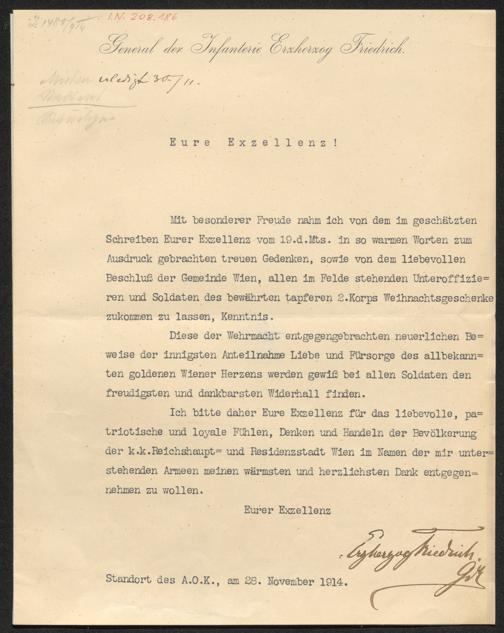 I.N. 208.186
General der Infanterie Erzherzog Friedrich.
erledigt 30/11.
Eure Exzellenz!
Mit besonderer Freude nahm ich von dem im geschätzten
Schreiben Eurer Exzellenz vom 19.d.Mts. in so warmen Worten zum
Ausdruck gebrachten treuen Gedenken, sowie von dem liebevollen
Beschluß der Gemeinde Wien, allen im Felde stehenden Unteroffizie=
ren und Soldaten des bewährten tapferen 2.Korps Weihnachtsgeschenke
zukommen zu lassen, Kenntnis.
Diese der Wehrmacht entgegengebrachten neuerlichen Be=
weise der innigsten Anteilnahme Liebe und Fürsorge des allbekann=
ten goldenen Wiener Herzens werden gewiß bei allen Soldaten den
freudigsten und dankbarsten Widerhall finden.
Ich bitte daher Eure Exzellenz für das liebevolle, pa=
triotische und loyale Fühlen, Denken und Handeln der Bevölkerung
der k.k.Reichshaupt= und Residenzstadt Wien im Namen der mir unter=
stehenden Armeen meinen wärmsten und herzlichsten Dank entgegen=
nehmen zu wollen.
Eurer Exzellenz
Erzherzog Friedrich,
GdI
Standort des A.O.K., am 28. November 1914.